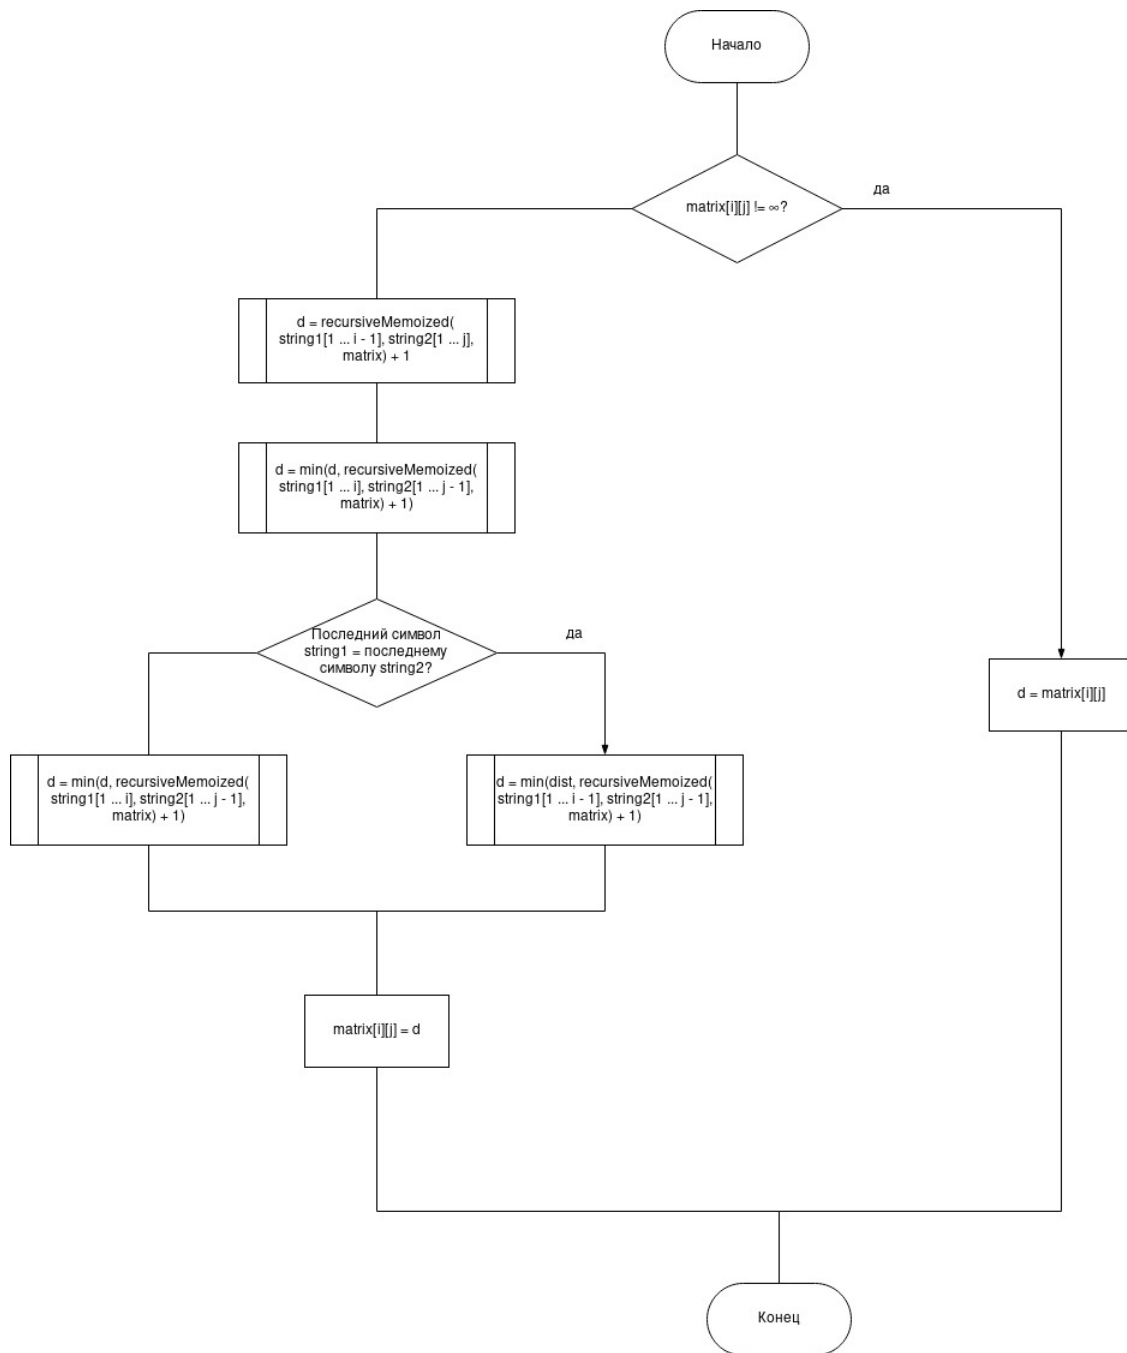 Начало
matrix[i][j] != ∞?
да
d = recursiveMemoized(
string1[1 ... i - 1], string2[1 ... j],
matrix) + 1
d = min(d, recursiveMemoized(
string1[1 ... i], string2[1 ... j - 1],
matrix) + 1)
Последний символ
string1 = последнему
символу string2?
да
d = matrix[i][j]
d = min(d, recursiveMemoized(
string1[1 ... i], string2[1 ... j - 1],
matrix) + 1)
d = min(dist, recursiveMemoized(
string1[1 ... i - 1], string2[1 ... j - 1],
matrix) + 1)
matrix[i][j] = d
Конец